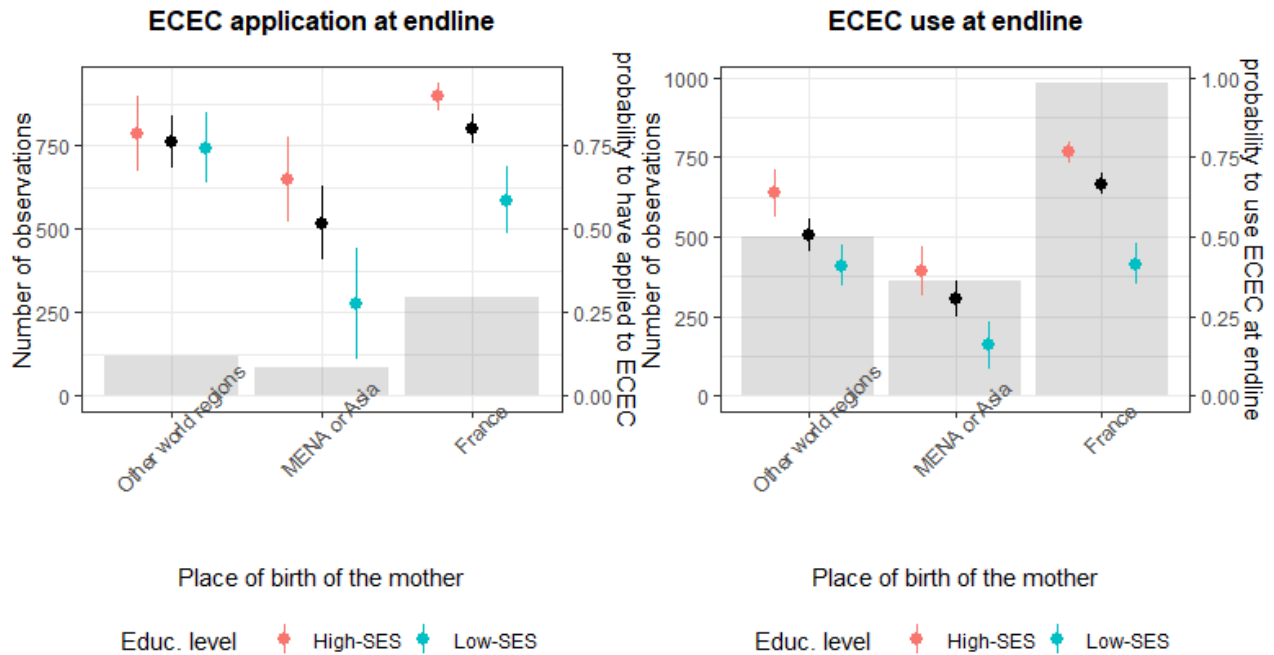 ECEC application at endline
Number of observations
750
500
250
0
0.75
0.50
0.25
0.00
probability to have applied to ECEC
Other world regions
MENA or Asia
France
Place of birth of the mother
Educ. level High-SES Low-SES
ECEC use at endline
Number of observations
1000
750
500
250
0
1.00
0.75
0.50
0.25
0.00
probability to use ECEC at endline
Other world regions
MENA or Asia
France
Place of birth of the mother
Educ. level High-SES Low-SES